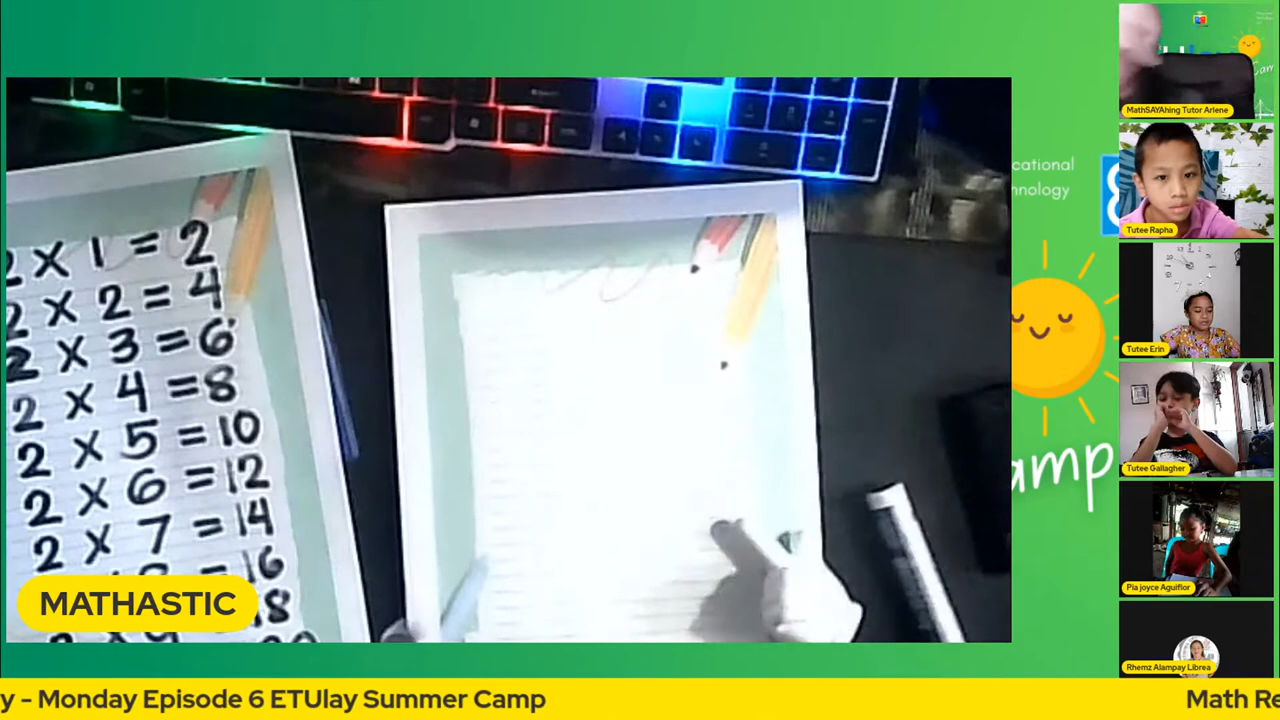 2 x 1 = 2
2 x 2 = 4
2 x 3 = 6
2 x 4 = 8
2 x 5 = 10
2 x 6 = 12
2 x 7 = 14
= 16
18
MATHASTIC
cational
hnology
amp
Camp
MathSAYAhing Tutor Arlene
Tutee Rapha
Tutee Erin
Tutee Gallagher
Pia joyce Aguiflor
Rhemz Alampay Librea
y - Monday Episode 6 ETUlay Summer Camp
Math Re